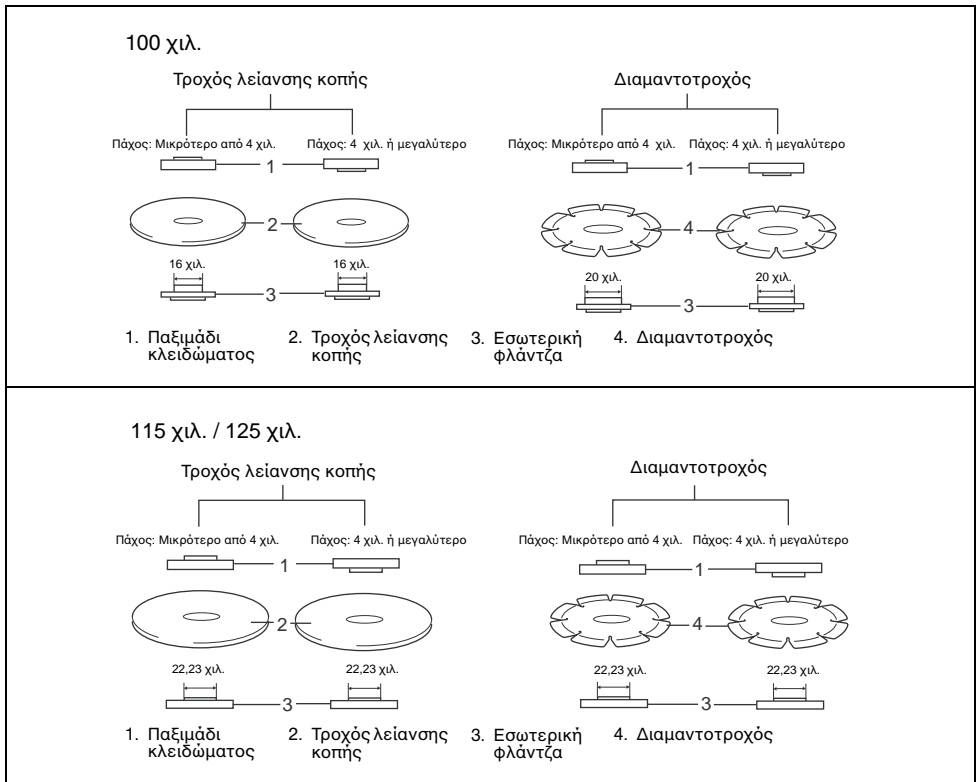 100 χιλ.
Τροχός λείανσης κοπής
Διαμαντοτροχός
Πάχος: Μικρότερο από 4 χιλ. Πάχος: 4 χιλ. ή μεγαλύτερο
Πάχος: Μικρότερο από 4 χιλ. Πάχος: 4 χιλ. ή μεγαλύτερο
1
1
2
4
16 χιλ. 16 χιλ.
20 χιλ. 20 χιλ.
3
3
1. Παξιμάδι κλειδώματος
2. Τροχός λείανσης κοπής
3. Εσωτερική φλάντζα
4. Διαμαντοτροχός
115 χιλ. / 125 χιλ.
Τροχός λείανσης κοπής
Διαμαντοτροχός
Πάχος: Μικρότερο από 4 χιλ. Πάχος: 4 χιλ. ή μεγαλύτερο
Πάχος: Μικρότερο από 4 χιλ. Πάχος: 4 χιλ. ή μεγαλύτερο
1
1
2
4
22,23 χιλ. 22,23 χιλ.
22,23 χιλ. 22,23 χιλ.
3
3
1. Παξιμάδι κλειδώματος
2. Τροχός λείανσης κοπής
3. Εσωτερική φλάντζα
4. Διαμαντοτροχός